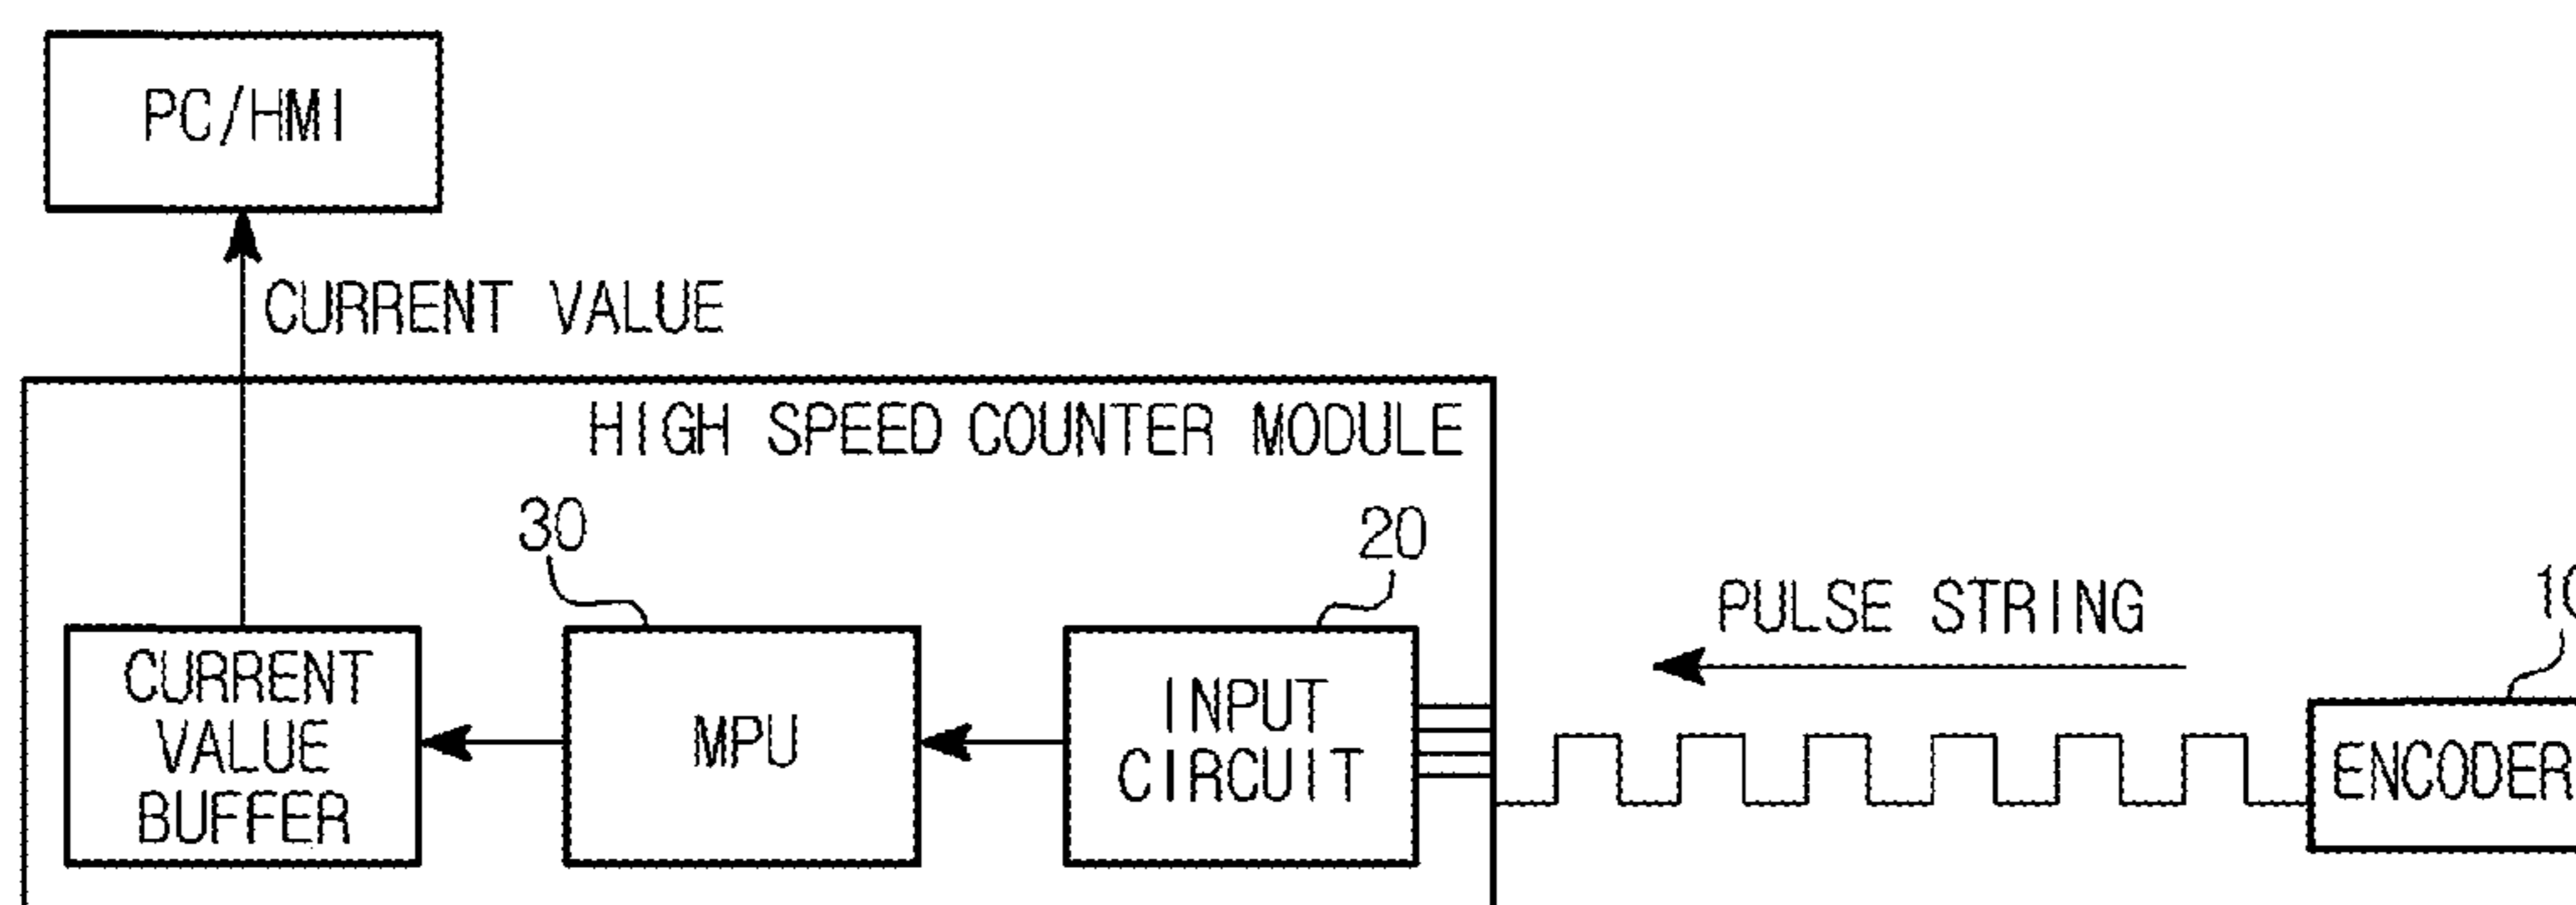 PC/HMI
CURRENT VALUE
HIGH SPEED COUNTER MODULE
30
20
PULSE STRING
10
CURRENT
VALUE
BUFFER
MPU
INPUT
CIRCUIT
ENCODER